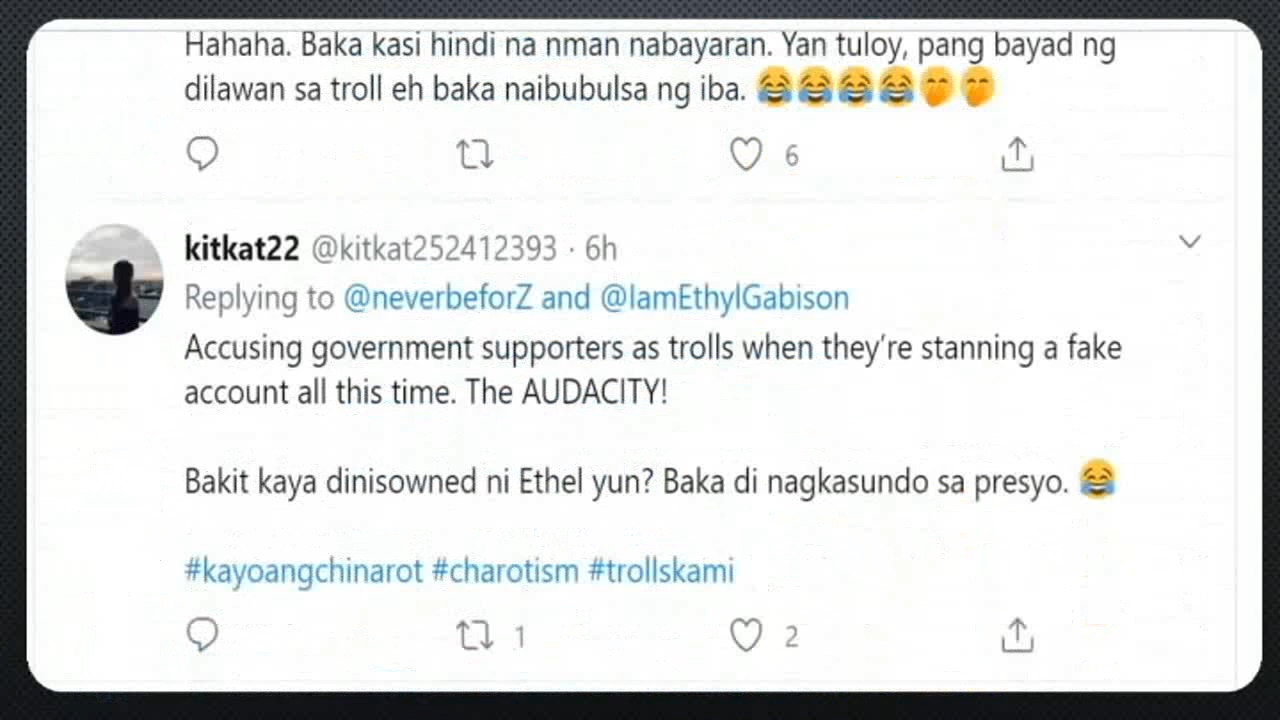 Hahaha. Baka kasi hindi na nman nabayaran. Yan tuloy, pang bayad ng
dilawan sa troll eh baka naibubulsa ng iba. 😂😂😂😂🤭🤭
6
kitkat22 @kitkat252412393 · 6h
Replying to @neverbeforZ and @IamEthylGabison
Accusing government supporters as trolls when they're stanning a fake
account all this time. The AUDACITY!
Bakit kaya dinisowned ni Ethel yun? Baka di nagkasundo sa presyo. 😂
#kayoangchinarot #charotism #trollskami
1 2